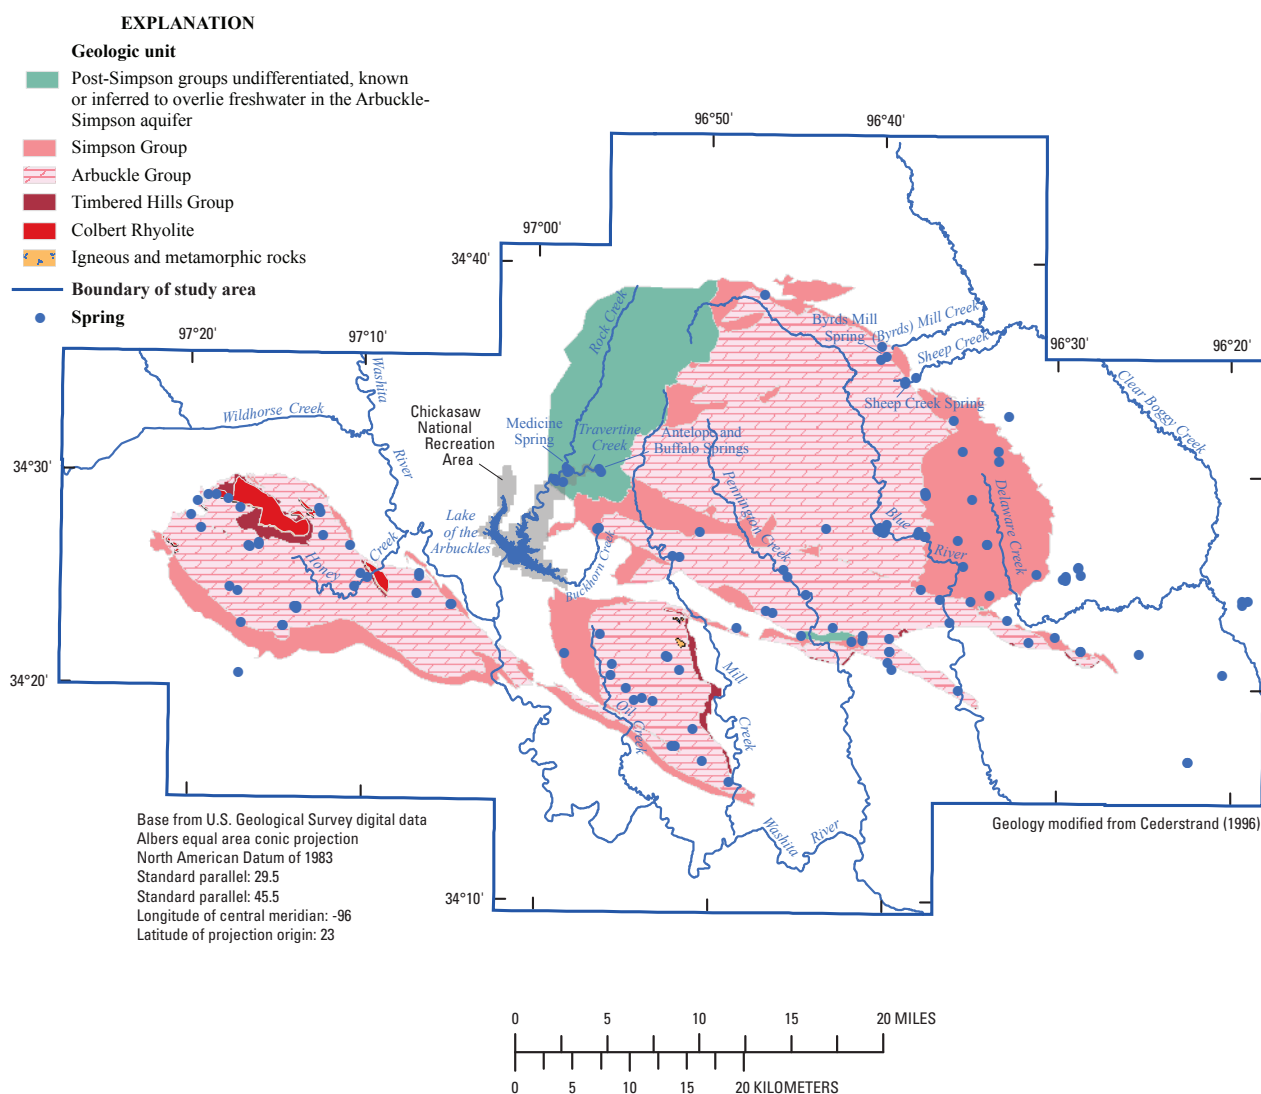 EXPLANATION
Geologic unit
Post-Simpson groups undifferentiated, known
or inferred to overlie freshwater in the Arbuckle-
Simpson aquifer
Simpson Group
Arbuckle Group
Timbered Hills Group
Colbert Rhyolite
Igneous and metamorphic rocks
Boundary of study area
Spring
96°50'
96°40'
97°00'
34°40'
97°20'
97°10'
96°30'
96°20'
34°30'
34°20'
34°10'
Rock Creek
Byrds Mill
Spring
(Byrds) Mill Creek
Sheep Creek
Sheep Creek Spring
Clear Boggy Creek
Washita
River
Wildhorse Creek
Chickasaw
National
Recreation
Area
Medicine
Spring
Travertine
Creek
Antelope and
Buffalo Springs
Pennington Creek
Delaware Creek
Blue
River
Lake
of the
Arbuckles
Buckhorn Creek
Honey
Creek
Oil
Creek
Mill
Creek
Washita
River
Base from U.S. Geological Survey digital data
Albers equal area conic projection
North American Datum of 1983
Standard parallel: 29.5
Standard parallel: 45.5
Longitude of central meridian: -96
Latitude of projection origin: 23
Geology modified from Cederstrand (1996)
0 5 10 15 20 MILES
0 5 10 15 20 KILOMETERS